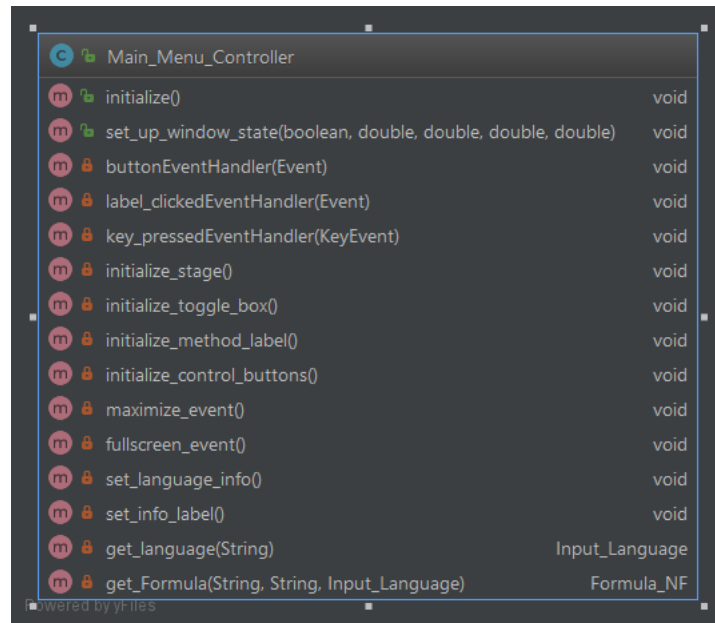 C Main_Menu_Controller
m initialize() void
m set_up_window_state(boolean, double, double, double, double) void
m buttonEventHandler(Event) void
m label_clickedEventHandler(Event) void
m key_pressedEventHandler(KeyEvent) void
m initialize_stage() void
m initialize_toggle_box() void
m initialize_method_label() void
m initialize_control_buttons() void
m maximize_event() void
m fullscreen_event() void
m set_language_info() void
m set_info_label() void
m get_language(String) Input_Language
m get_Formula(String, String, Input_Language) Formula_NF
Powered by yFiles